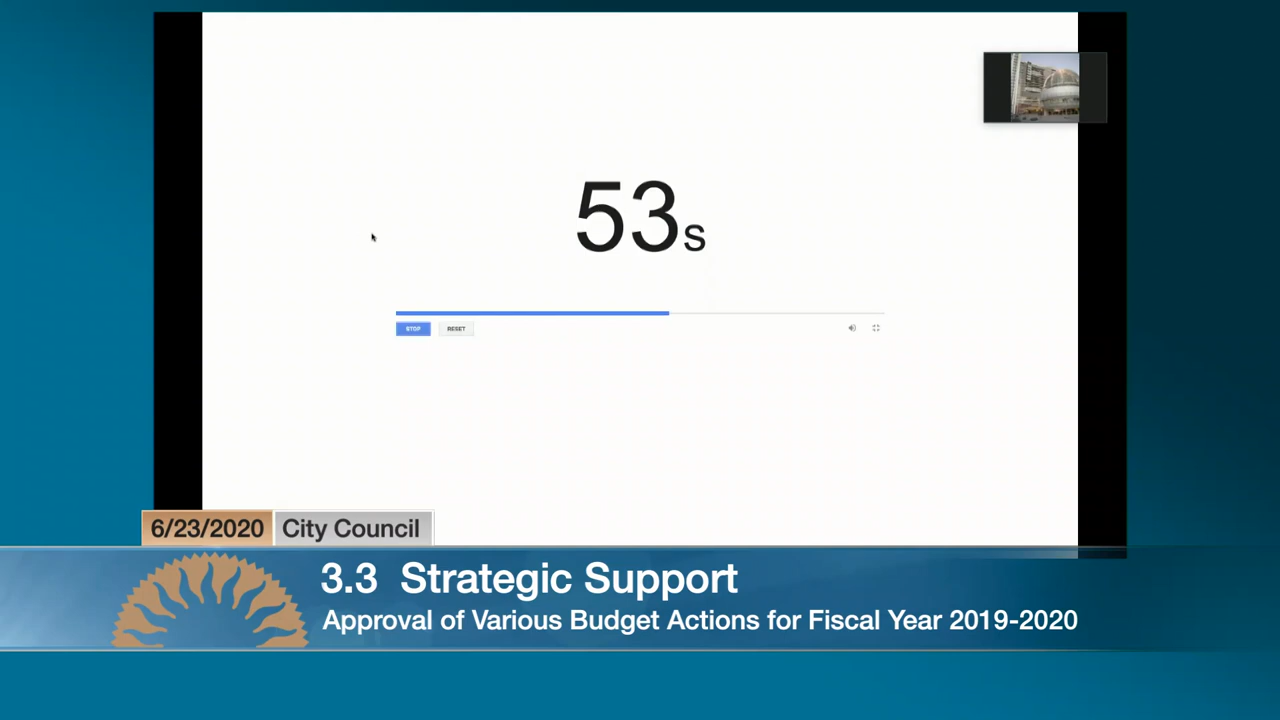 53s
STOP
RESET
6/23/2020
City Council
3.3 Strategic Support
Approval of Various Budget Actions for Fiscal Year 2019-2020